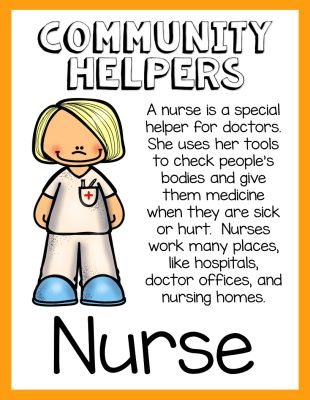 COMMUNITY
HELPERS
A nurse is a special
helper for doctors.
She uses her tools
to check people's
bodies and give
them medicine
when they are sick
or hurt. Nurses
work many places,
like hospitals,
doctor offices, and
nursing homes.
Nurse